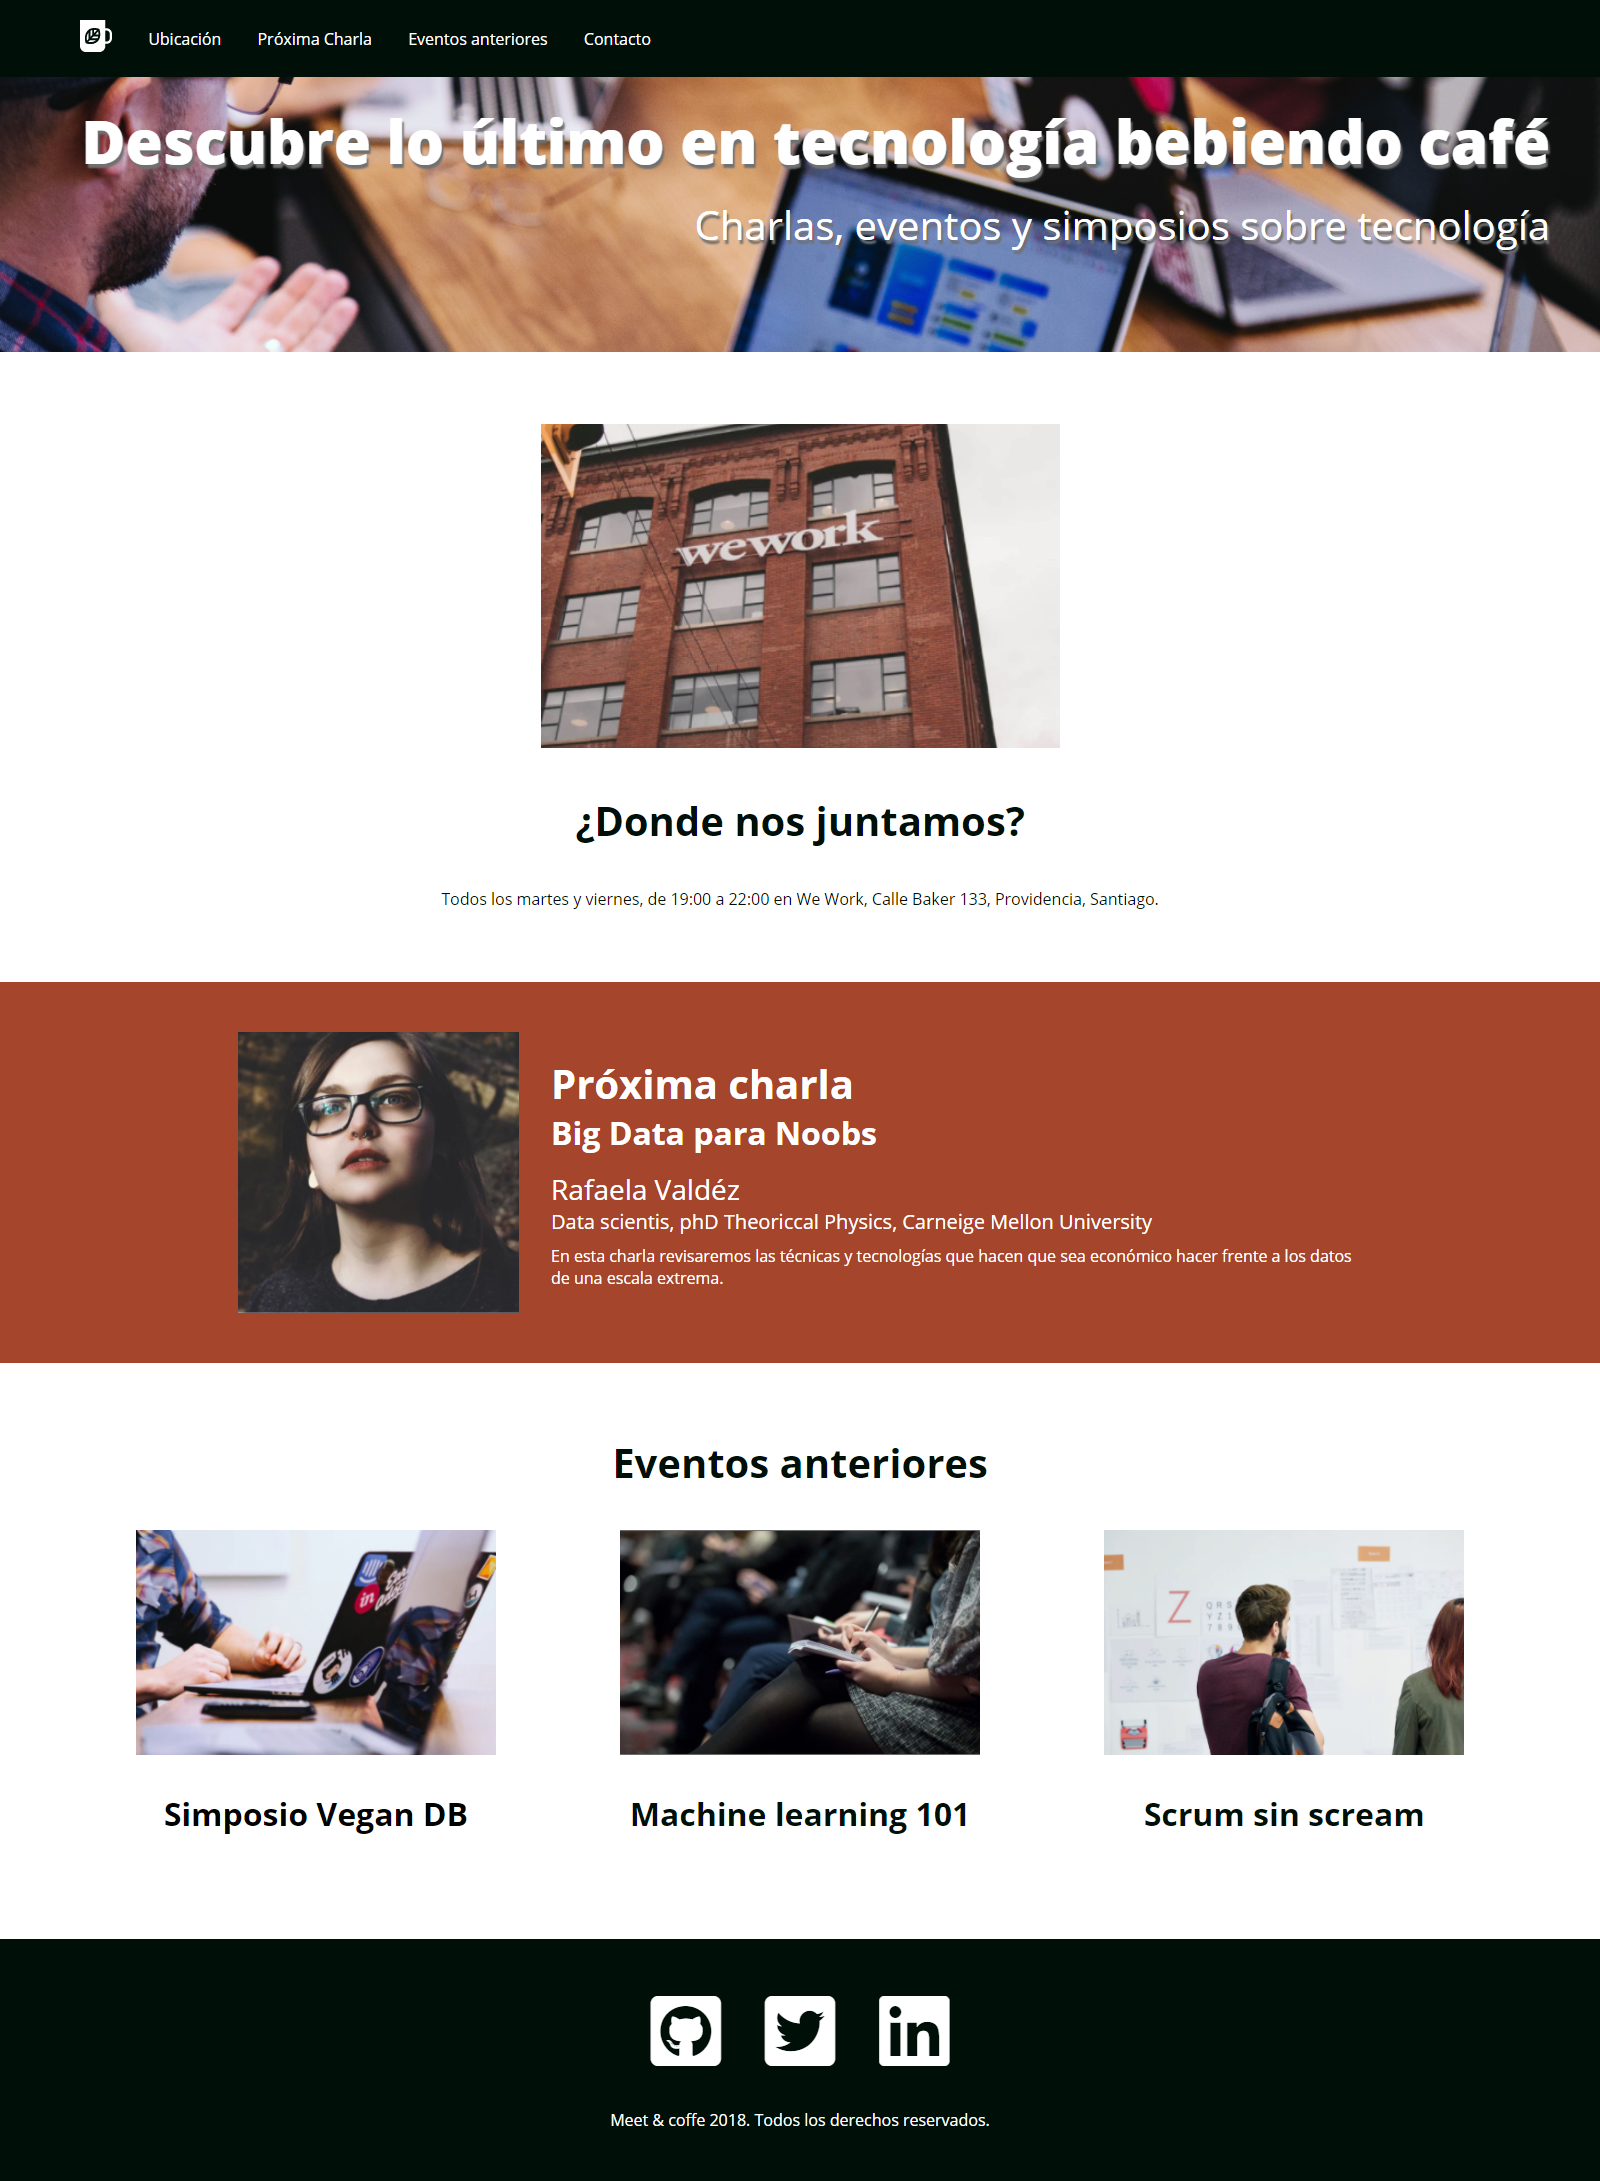 Ubicación Próxima Charla Eventos anteriores Contacto
Descubre lo último en tecnología bebiendo café
Charlas, eventos y simposios sobre tecnología
wework
¿Donde nos juntamos?
Todos los martes y viernes, de 19:00 a 22:00 en We Work, Calle Baker 133, Providencia, Santiago.
Próxima charla
Big Data para Noobs
Rafaela Valdéz
Data scientis, phD Theoriccal Physics, Carneige Mellon University
En esta charla revisaremos las técnicas y tecnologías que hacen que sea económico hacer frente a los datos
de una escala extrema.
Eventos anteriores
in
Z
Simposio Vegan DB
Machine learning 101
Scrum sin scream
in
Meet & coffe 2018. Todos los derechos reservados.